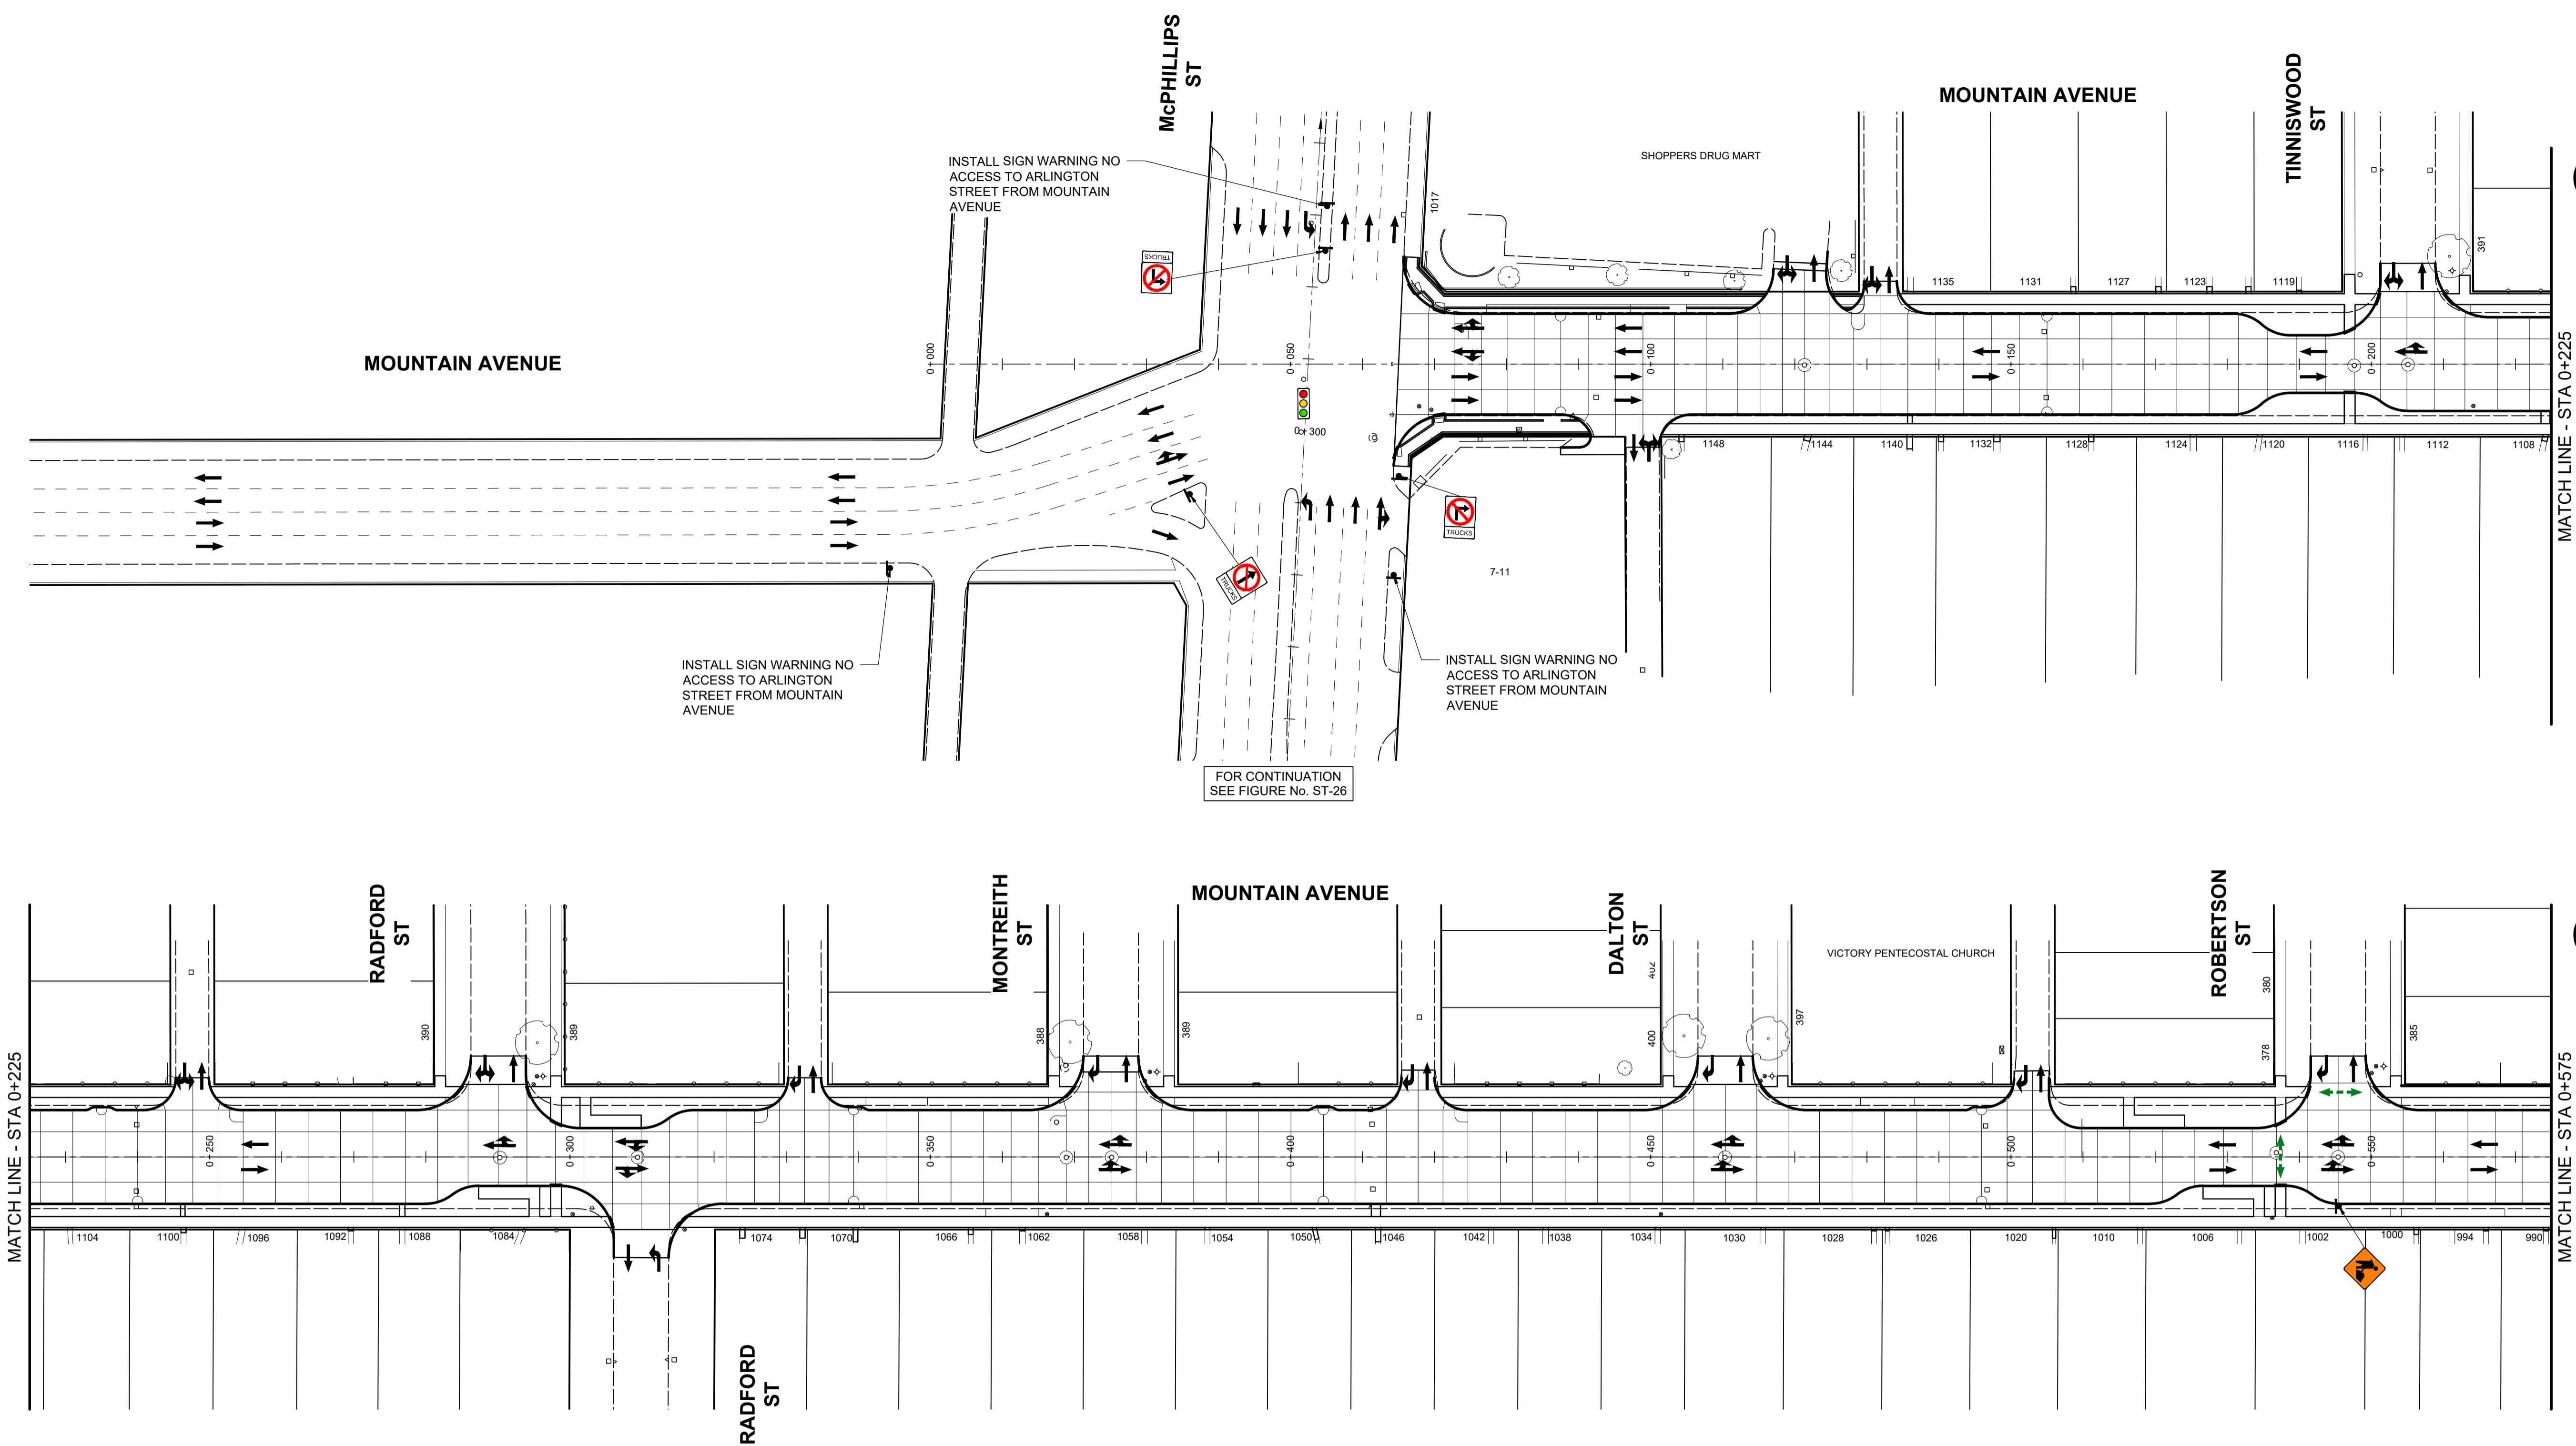 McPHILLIPS
ST
MOUNTAIN AVENUE
TINNISWOOD
ST
INSTALL SIGN WARNING NO
ACCESS TO ARLINGTON
STREET FROM MOUNTAIN
AVENUE
SHOPPERS DRUG MART
1017
391
TRUCKS
1135
1131
1127
1123
1119
MOUNTAIN AVENUE
0+000
0+050
0+100
0+150
0+200
MATCH LINE - STA 0+225
0+300
1148
1144
1140
1132
1128
1124
1120
1116
1112
1108
TRUCKS
7-11
TRUCKS
INSTALL SIGN WARNING NO
ACCESS TO ARLINGTON
STREET FROM MOUNTAIN
AVENUE
INSTALL SIGN WARNING NO
ACCESS TO ARLINGTON
STREET FROM MOUNTAIN
AVENUE
FOR CONTINUATION
SEE FIGURE No. ST-26
RADFORD
ST
MONTREITH
ST
MOUNTAIN AVENUE
DALTON
ST
ROBERTSON
ST
VICTORY PENTECOSTAL CHURCH
402
380
390
389
388
389
400
397
378
385
MATCH LINE - STA 0+225
0+250
0+300
0+350
0+400
0+450
0+500
0+550
MATCH LINE - STA 0+575
1104
1100
1096
1092
1088
1084
1074
1070
1066
1062
1058
1054
1050
1046
1042
1038
1034
1030
1028
1026
1020
1010
1006
1002
1000
994
990
RADFORD
ST